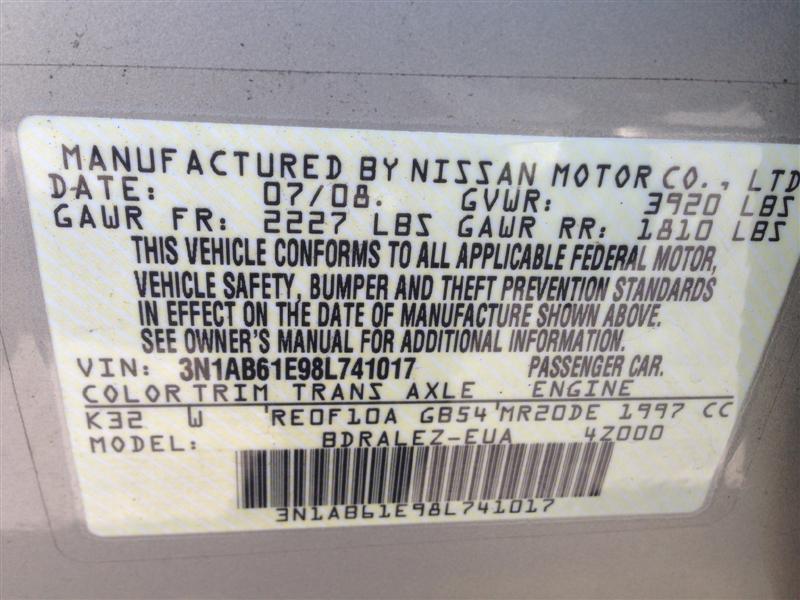 MANUFACTURED BY NISSAN MOTOR CO., LTD
DATE: 07/08. GVWR: 3920 LBS
GAWR FR: 2227 LBS GAWR RR: 1810 LBS
THIS VEHICLE CONFORMS TO ALL APPLICABLE FEDERAL MOTOR,
VEHICLE SAFETY, BUMPER AND THEFT PREVENTION STANDARDS
IN EFFECT ON THE DATE OF MANUFACTURE SHOWN ABOVE.
SEE OWNER'S MANUAL FOR ADDITIONAL INFORMATION.
VIN: 3N1AB61E98L741017 PASSENGER CAR.
COLOR TRIM TRANS AXLE ENGINE
K32 W 'RE0F10A GB54 'MR20DE 1997 CC
MODEL: BDRALEZ-EUA 4Z000
3N1AB61E98L741017